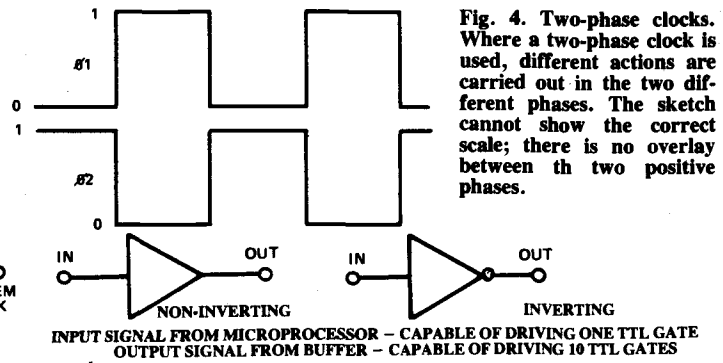 1
ø1
0
1
ø2
0
Fig. 4. Two-phase clocks.
Where a two-phase clock is
used, different actions are
carried out in the two dif-
ferent phases. The sketch
cannot show the correct
scale; there is no overlay
between th two positive
phases.
IN
OUT
NON-INVERTING
IN
OUT
INVERTING
INPUT SIGNAL FROM MICROPROCESSOR – CAPABLE OF DRIVING ONE TTL GATE
OUTPUT SIGNAL FROM BUFFER – CAPABLE OF DRIVING 10 TTL GATES